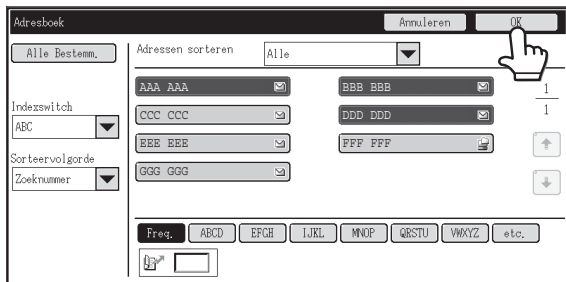 Adresboek Annuleren OK
Alle Bestemm. Adressen sorteren Alle
AAA AAA BBB BBB 1
Indexswitch CCC CCC DDD DDD 1
ABC
EEE EEE FFF FFF
Sorteervolgorde
Zoeknummer GGG GGG
Freq. ABCD EFGH IJKL MNOP QRSTU VWXYZ etc.